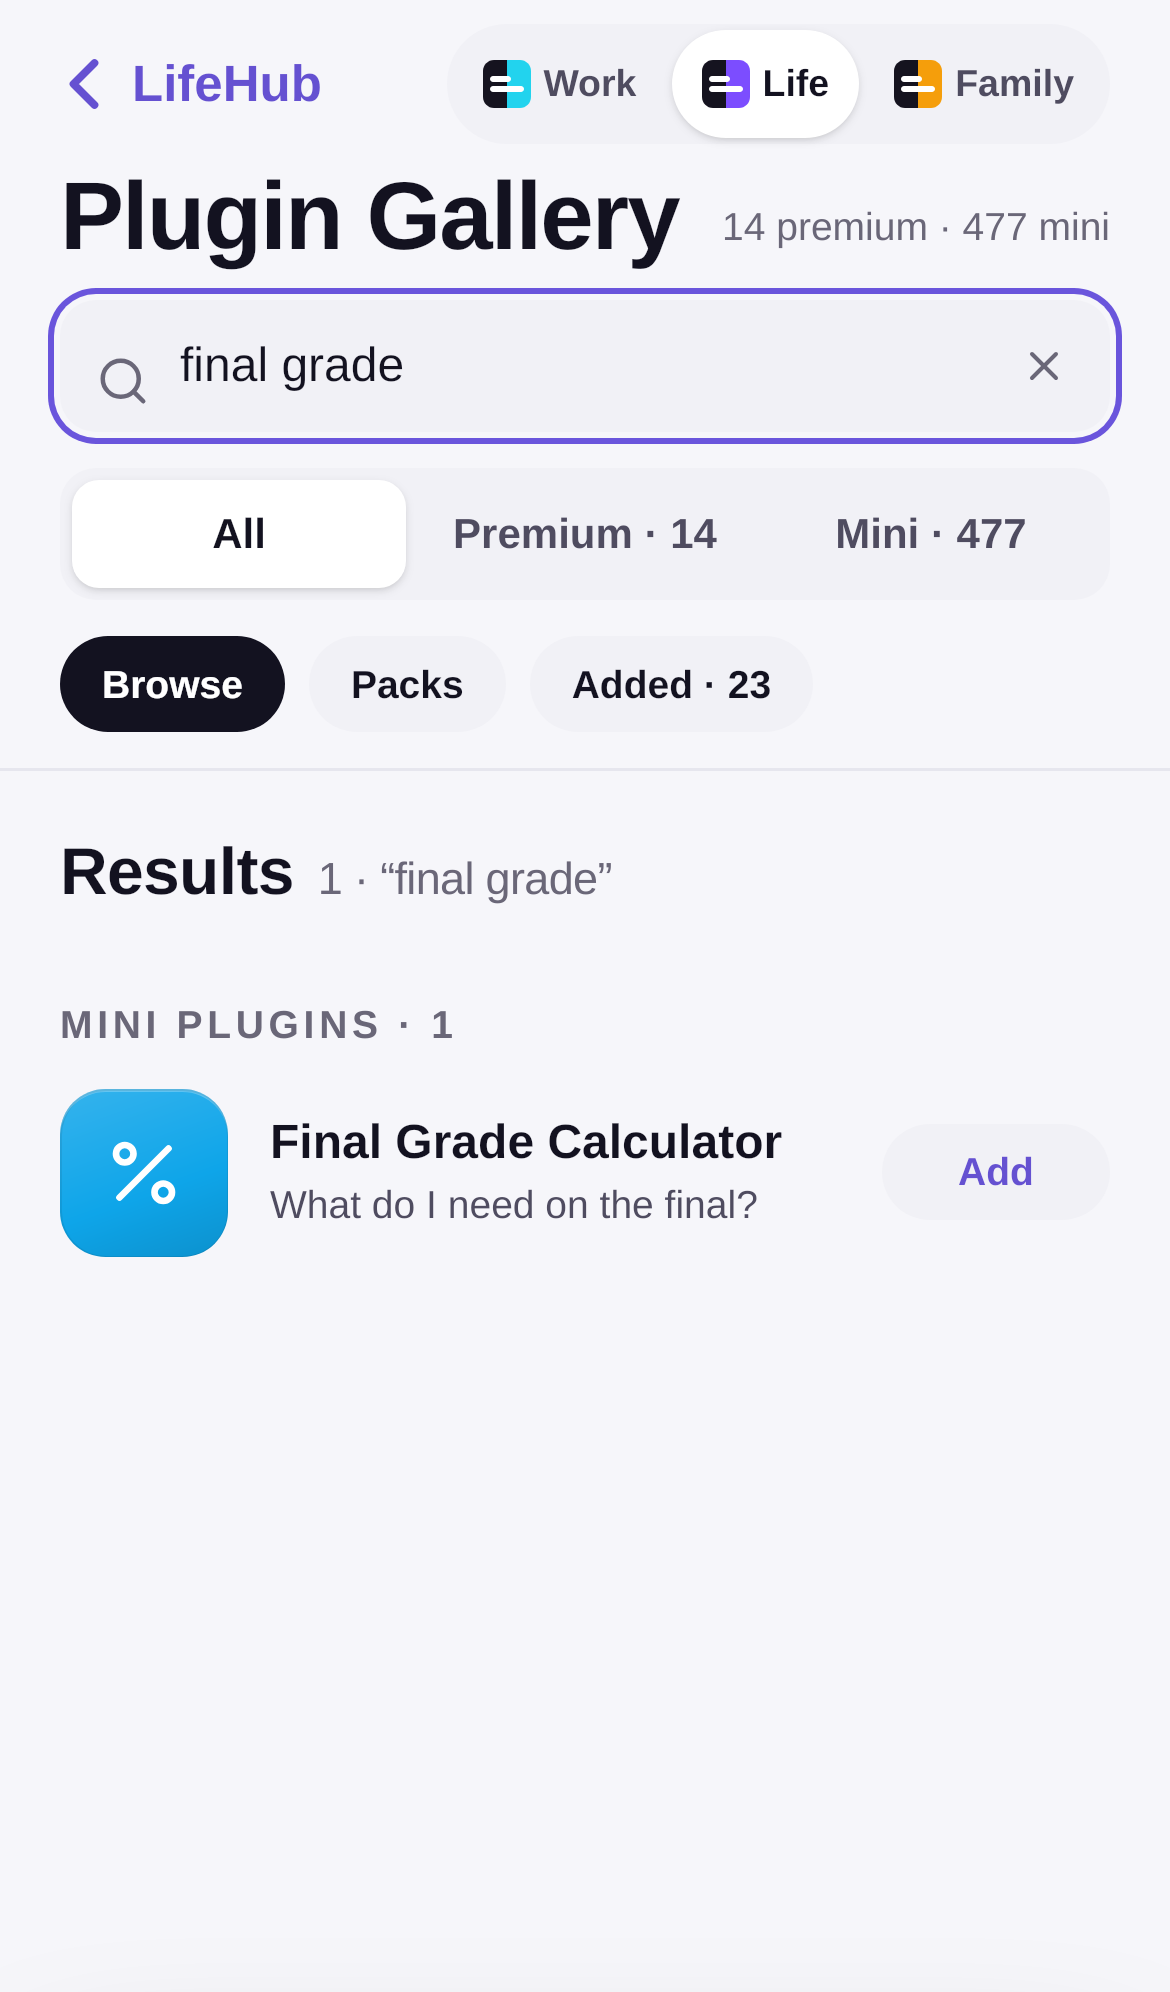 LifeHub
Work
Life
Family
Plugin Gallery
14 premium · 477 mini
final grade
All
Premium · 14
Mini · 477
Browse
Packs
Added · 23
Results 1 · “final grade”
MINI PLUGINS · 1
Final Grade Calculator
What do I need on the final?
Add